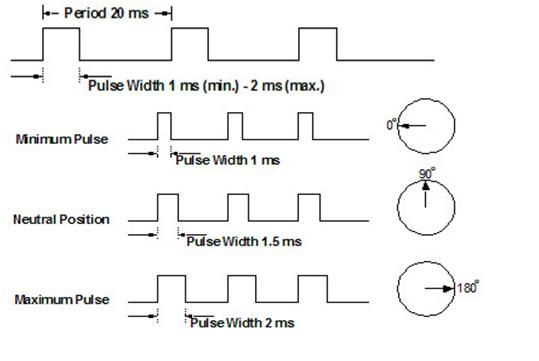 Period 20 ms
Pulse Width 1 ms (min.) - 2 ms (max.)
Minimum Pulse
0°
Pulse Width 1 ms
90°
Neutral Position
Pulse Width 1.5 ms
Maximum Pulse
180°
Pulse Width 2 ms